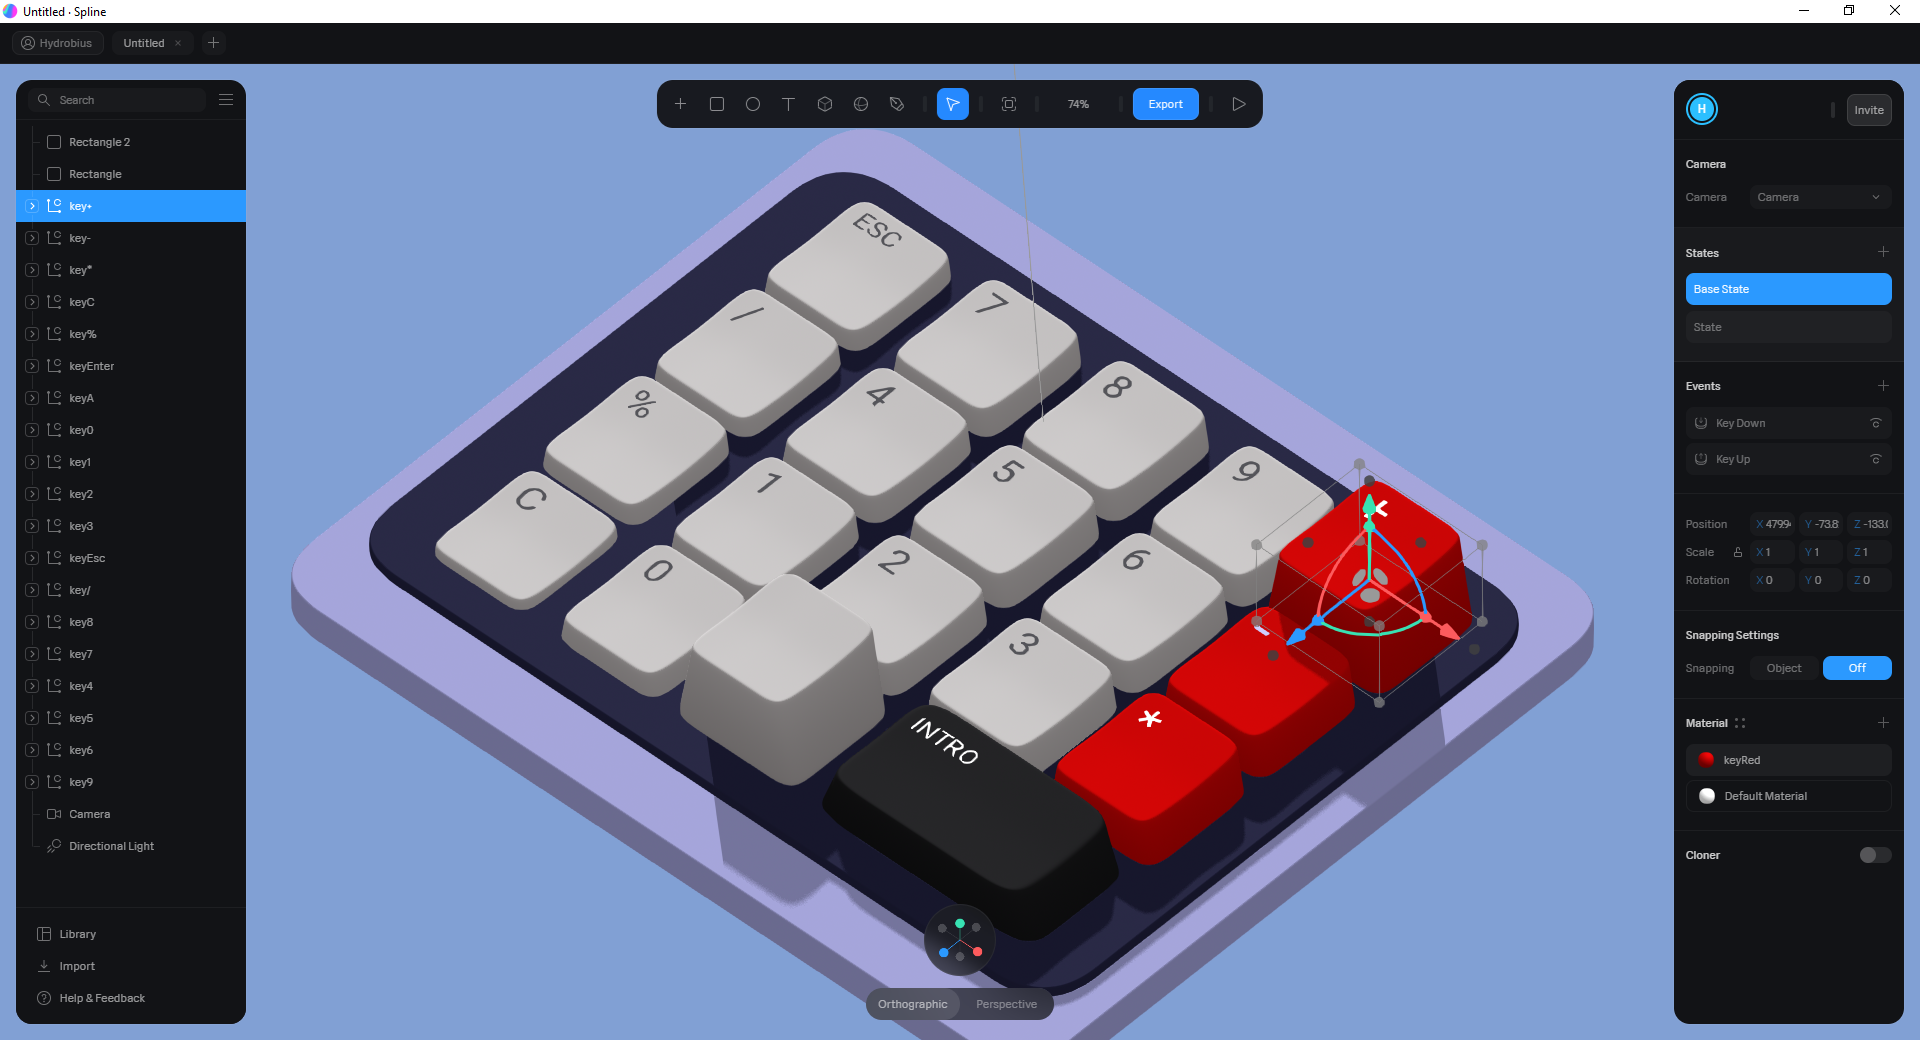 Untitled · Spline
Hydrobius
Untitled
Search
Rectangle 2
Rectangle
key+
key-
key*
keyC
key%
keyEnter
keyA
key0
key1
key2
key3
keyEsc
key/
key8
key7
key4
key5
key6
key9
Camera
Directional Light
Library
Import
Help & Feedback
74%
Export
ESC
/
7
%
4
8
C
1
5
9
0
2
6
3
*
INTRO
Orthographic
Perspective
H
Invite
Camera
Camera
Camera
States
Base State
State
Events
Key Down
Key Up
Position X 479.9 Y -73.8 Z -133.
Scale X 1 Y 1 Z 1
Rotation X 0 Y 0 Z 0
Snapping Settings
Snapping Object Off
Material
keyRed
Default Material
Cloner